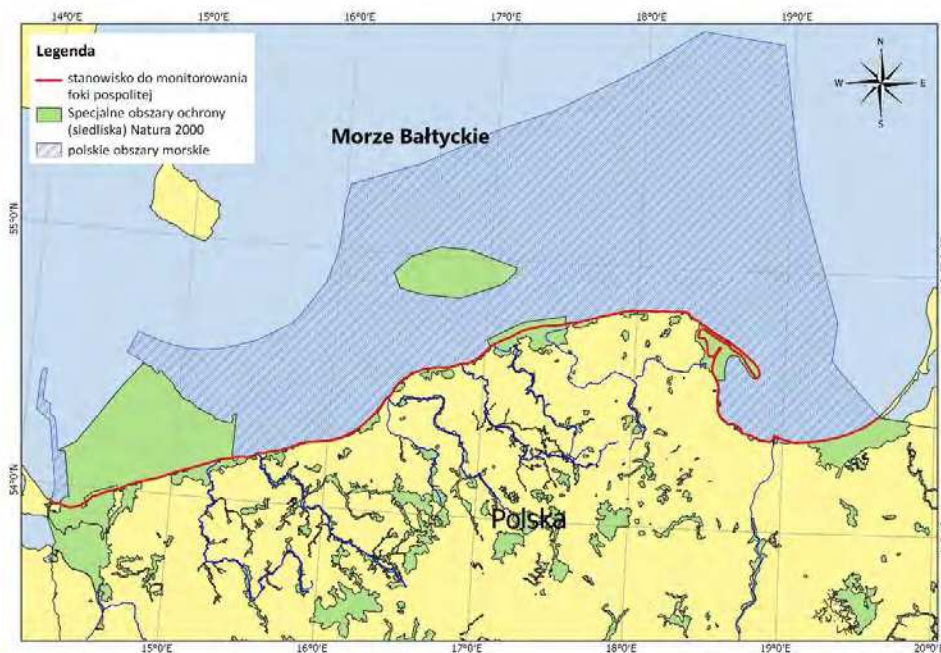 14°0'E 15°0'E 16°0'E 17°0'E 18°0'E 19°0'E
Legenda
stanowisko do monitorowania
foki pospolitej
Specjalne obszary ochrony
(siedliska) Natura 2000
polskie obszary morskie
Morze Bałtyckie
N
W E
S
55°0'N
54°0'N
Polska
15°0'E 16°0'E 17°0'E 18°0'E 19°0'E 20°0'E